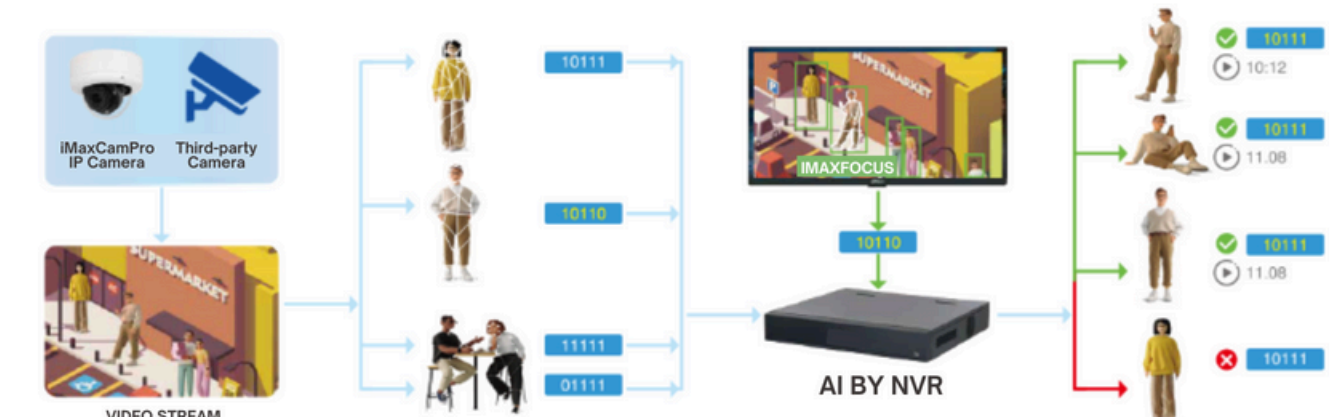 iMaxCamPro
IP Camera
Third-party
Camera
SUPERMARKET
VIDEO STREAM
10111
10110
11111
01111
P
SUPERMARKET
IMAXFOCUS
10110
AI BY NVR
10111
10:12
10111
11.08
10111
11.08
10111